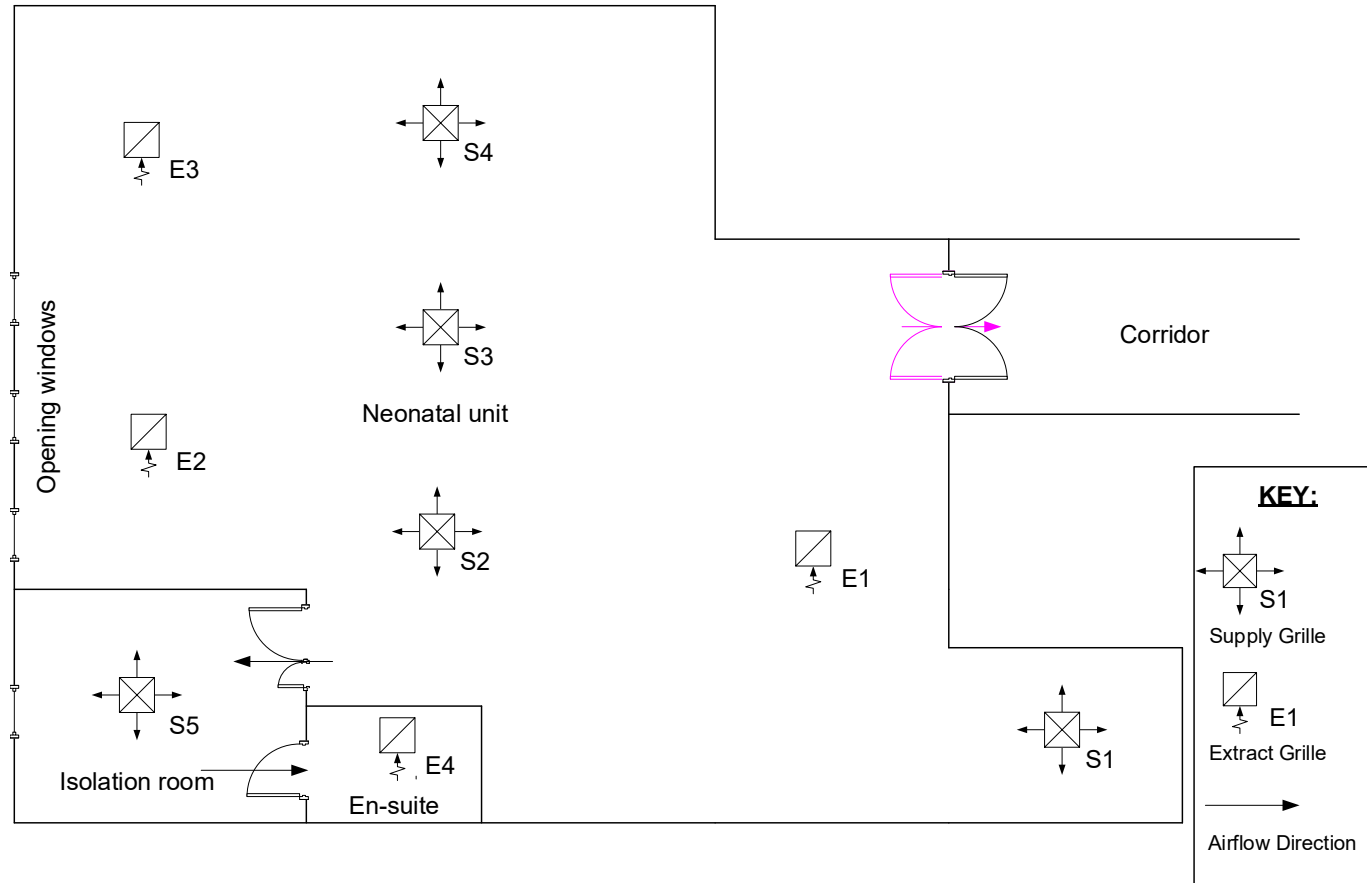 E3
S4
Opening windows
S3
Corridor
Neonatal unit
E2
S2
E1
S5
Isolation room
E4
En-suite
S1
KEY:
S1
Supply Grille
E1
Extract Grille
Airflow Direction